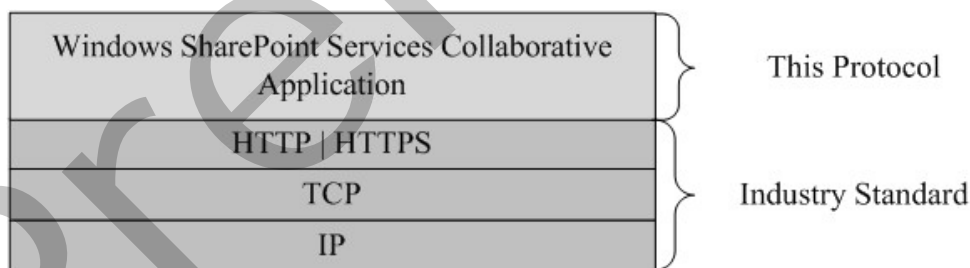 Windows SharePoint Services Collaborative
Application
This Protocol
HTTP | HTTPS
TCP
Industry Standard
IP